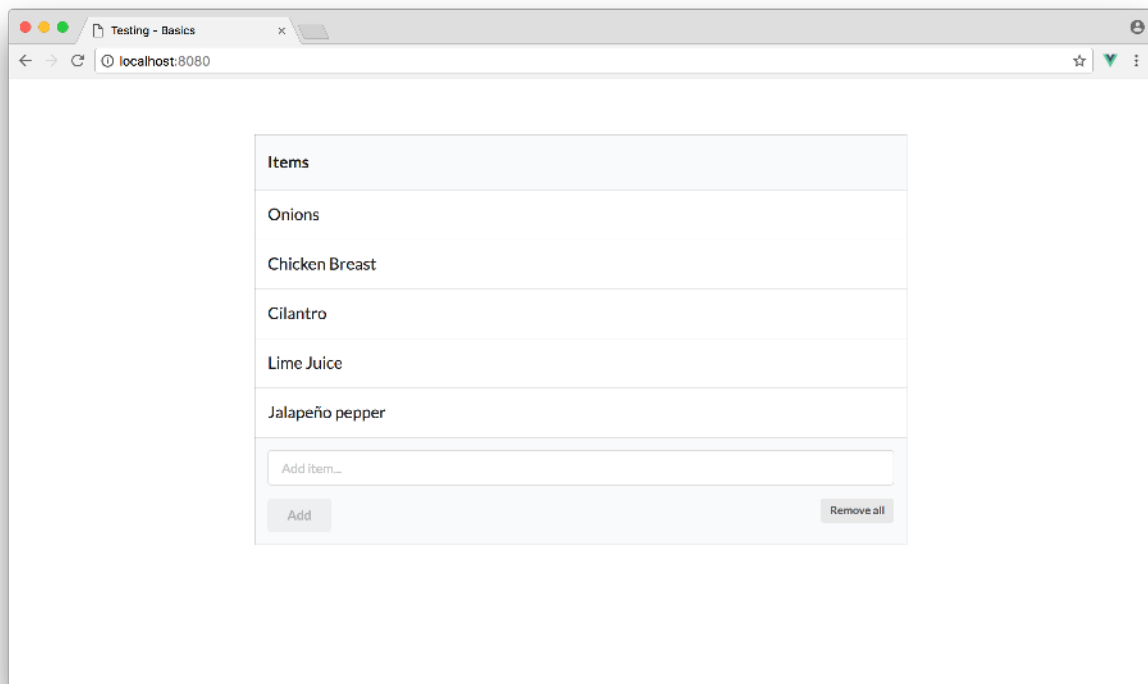 Testing - Basics
localhost:8080
Items
Onions
Chicken Breast
Cilantro
Lime Juice
Jalapeño pepper
Add item...
Add
Remove all